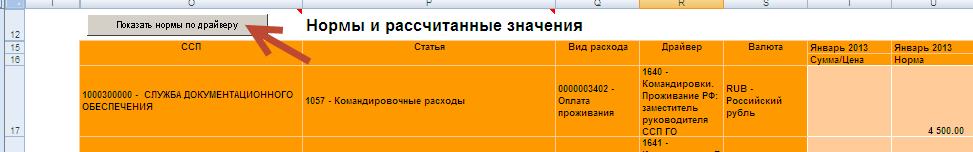 I O P Q R S T U
12 Показать нормы по драйверу Нормы и рассчитанные значения
15 ССП Статья Вид расхода Драйвер Валюта Январь 2013 Январь 2013
16 Сумма/Цена Норма
1000300000 - СЛУЖБА ДОКУМЕНТАЦИОННОГО
ОБЕСПЕЧЕНИЯ
1057 - Командировочные расходы
0000003402 -
Оплата
проживания
1640 -
Командировки.
Проживание РФ:
заместитель
руководителя
ССП ГО
RUB -
Российский
рубль
17 4 500.00
1641 -